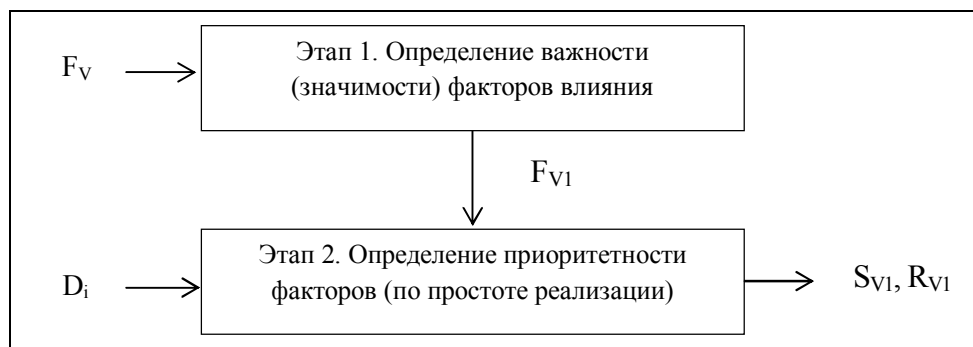 Этап 1. Определение важности
F_V
(значимости) факторов влияния
F_V1
Этап 2. Определение приоритетности
D_i
факторов (по простоте реализации)
S_V1, R_V1